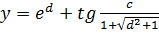 y = e^d + tg c/(1+√(d^2+1))